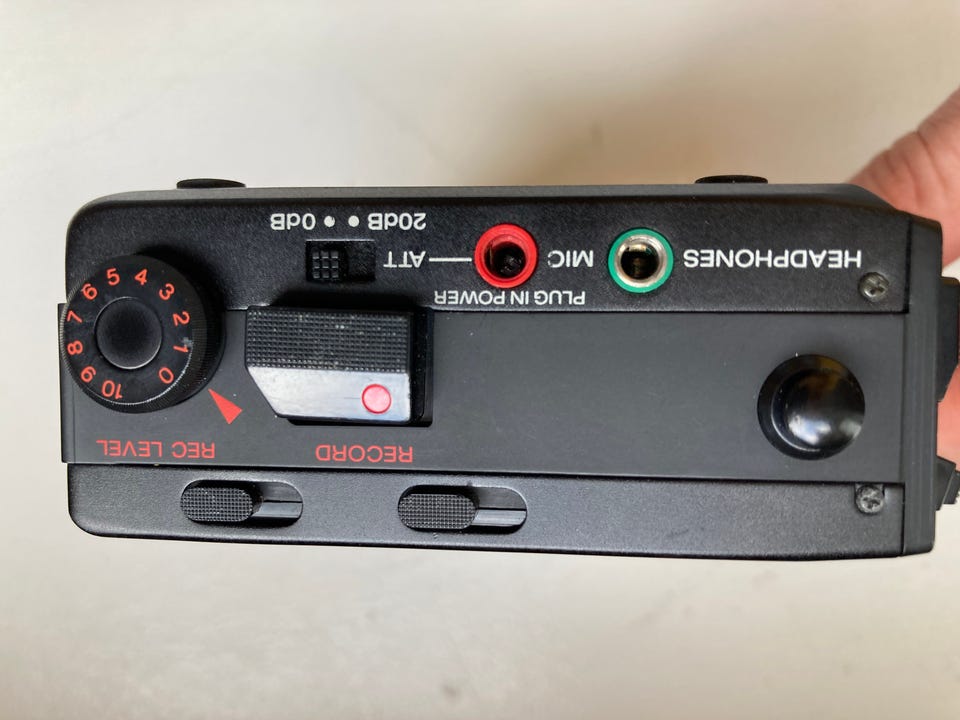 RECORD
REC LEVEL
0 1 2 3 4 5 6 7 8 9 10
PLUG IN POWER
HEADPHONES
MIC
ATT
20dB
0dB